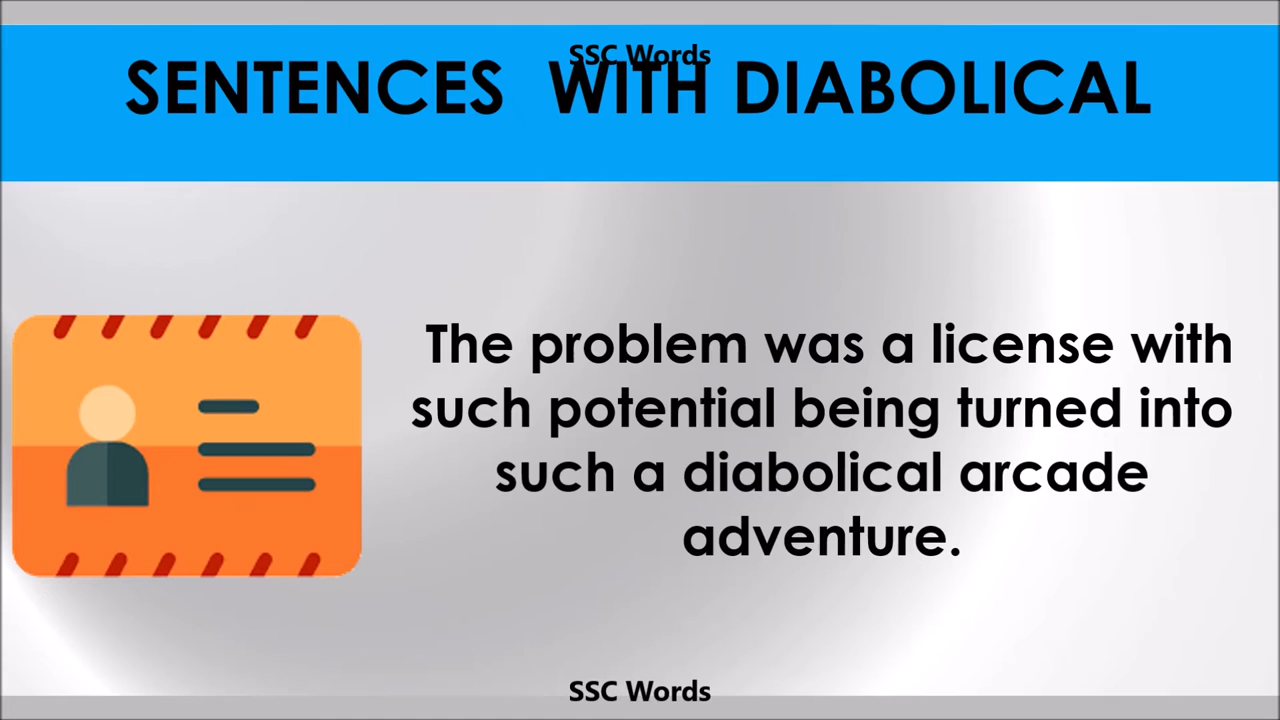 SSC Words
SENTENCES WITH DIABOLICAL
The problem was a license with
such potential being turned into
such a diabolical arcade
adventure.
SSC Words